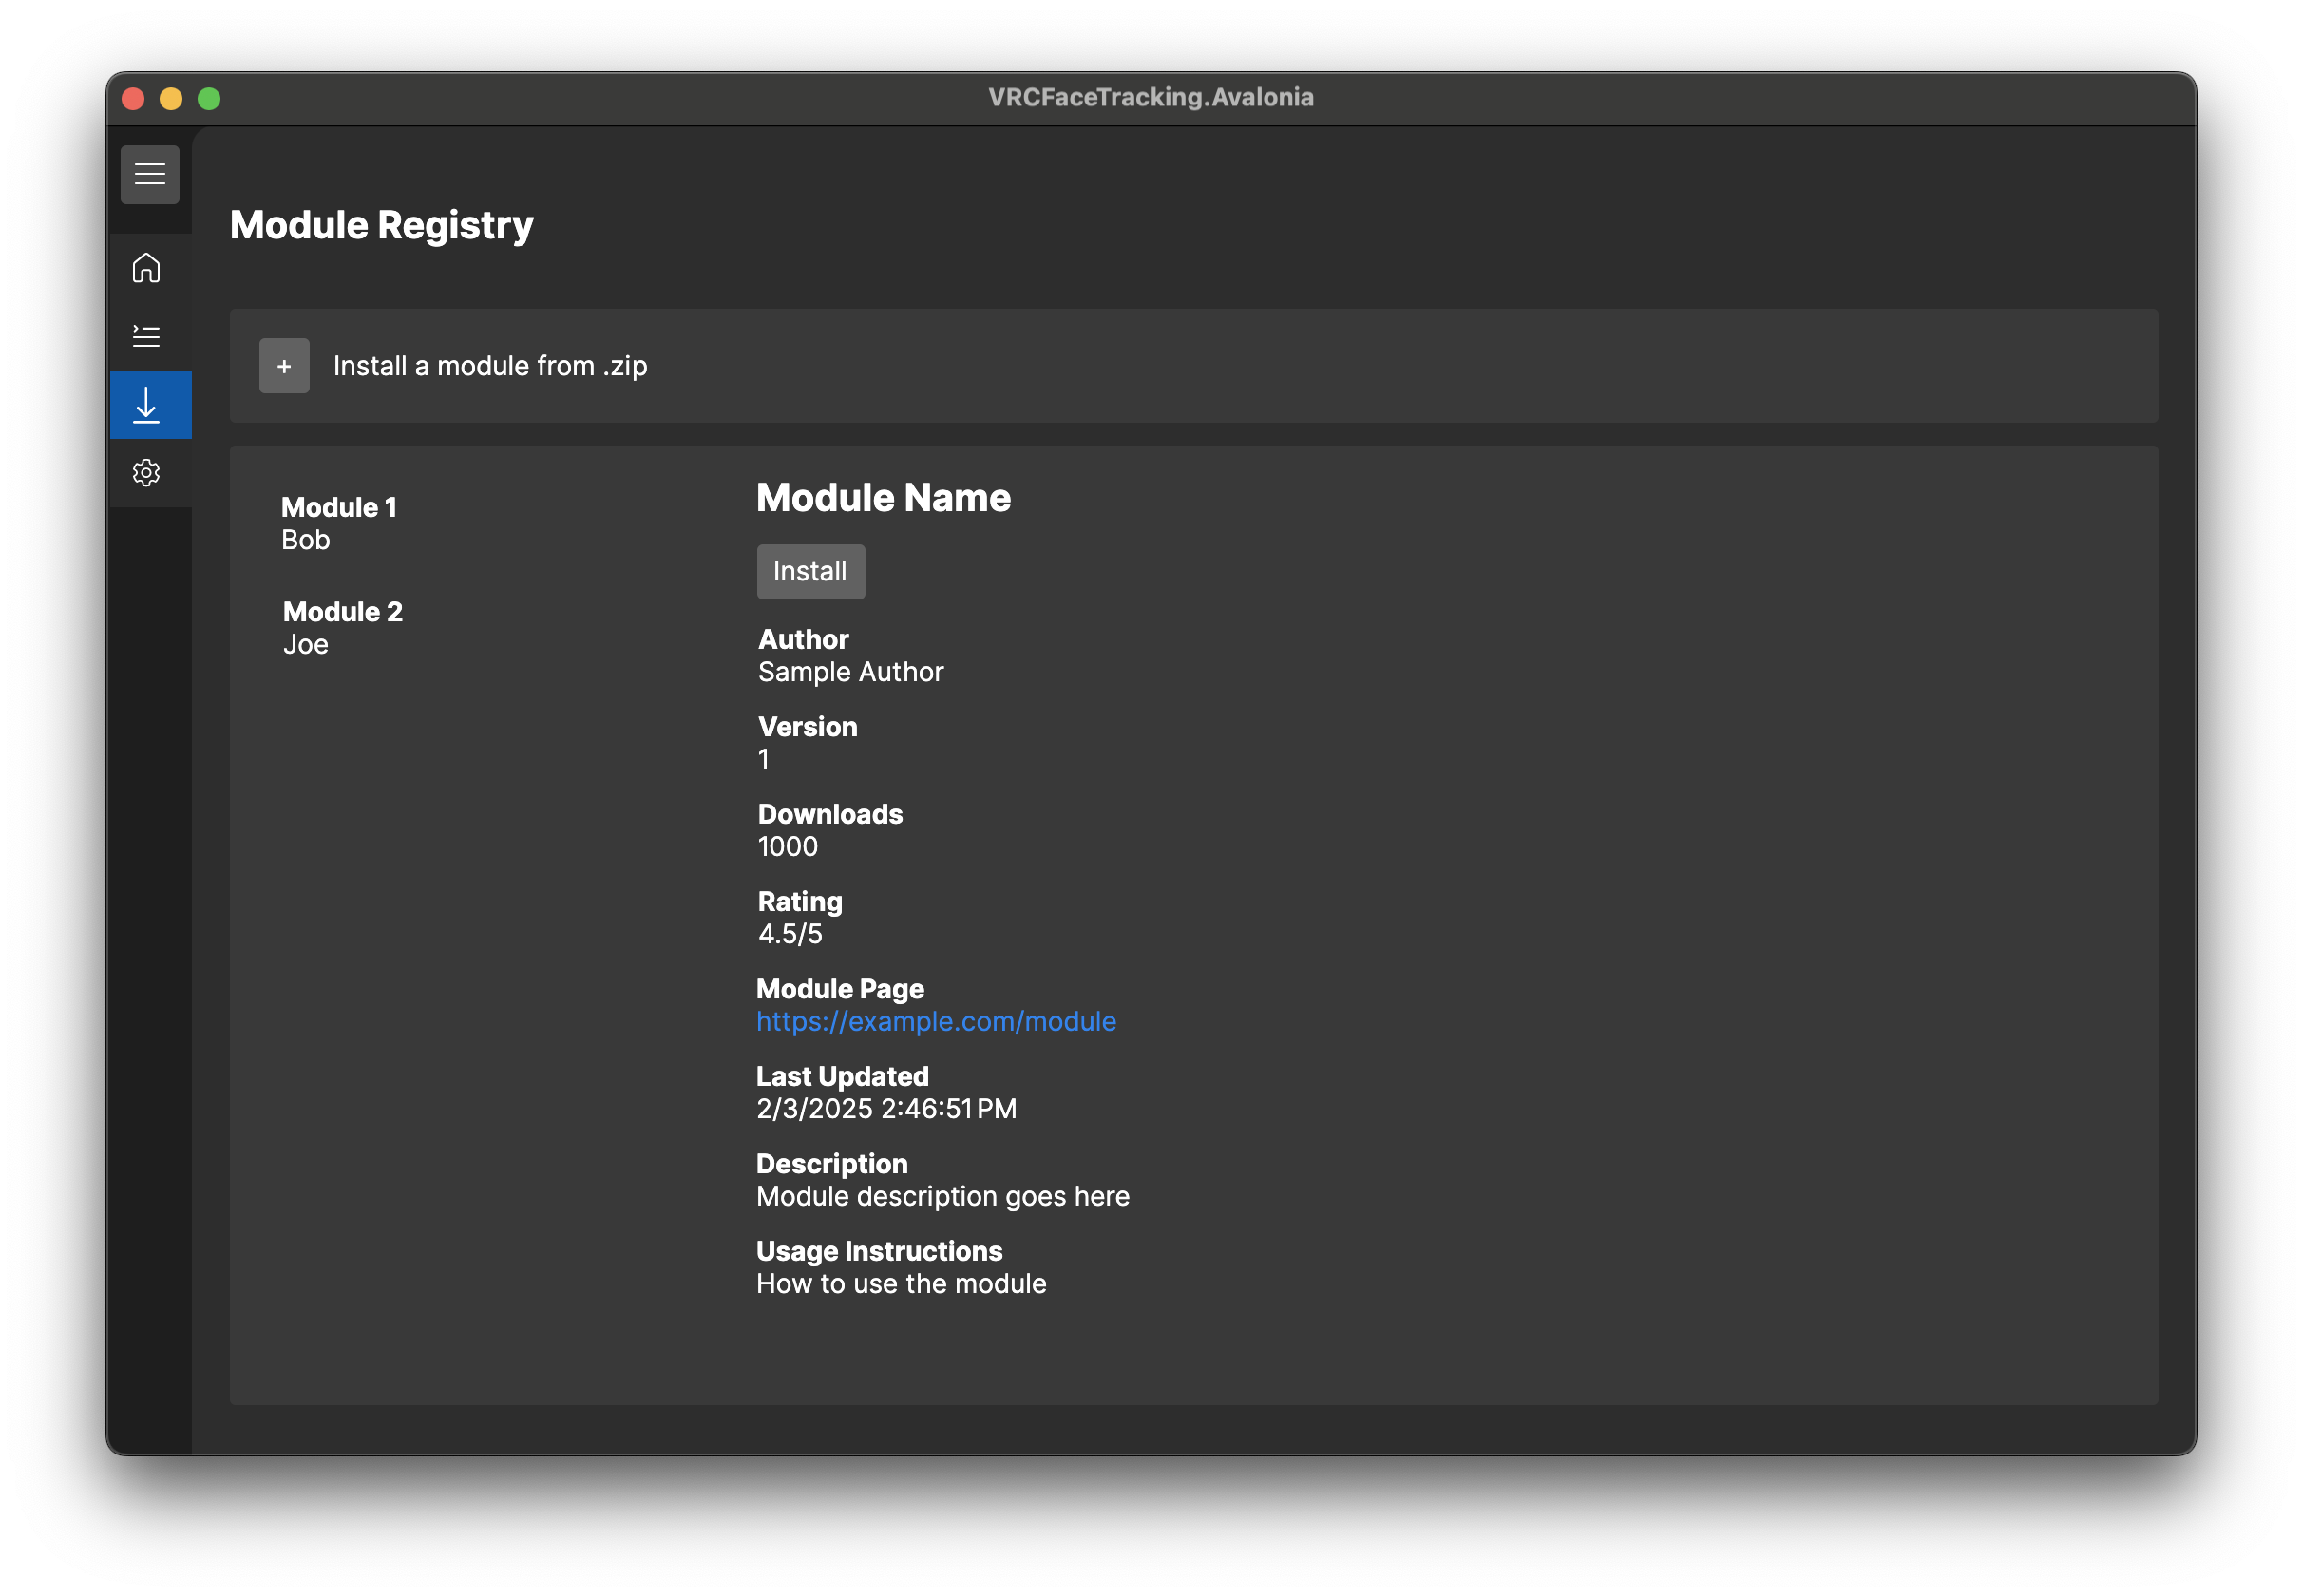 VRCFaceTracking.Avalonia
Module Registry
+
Install a module from .zip
Module 1
Bob
Module 2
Joe
Module Name
Install
Author
Sample Author
Version
1
Downloads
1000
Rating
4.5/5
Module Page
https://example.com/module
Last Updated
2/3/2025 2:46:51 PM
Description
Module description goes here
Usage Instructions
How to use the module